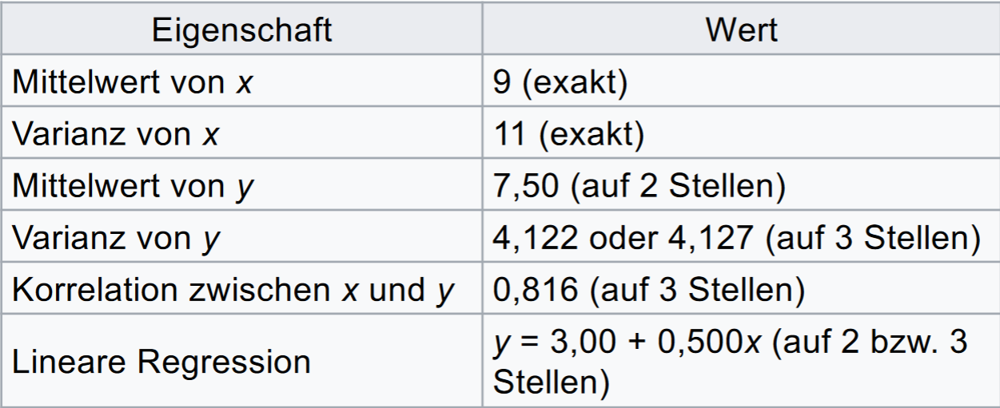 Eigenschaft Wert
Mittelwert von x 9 (exakt)
Varianz von x 11 (exakt)
Mittelwert von y 7,50 (auf 2 Stellen)
Varianz von y 4,122 oder 4,127 (auf 3 Stellen)
Korrelation zwischen x und y 0,816 (auf 3 Stellen)
Lineare Regression y = 3,00 + 0,500x (auf 2 bzw. 3
Stellen)